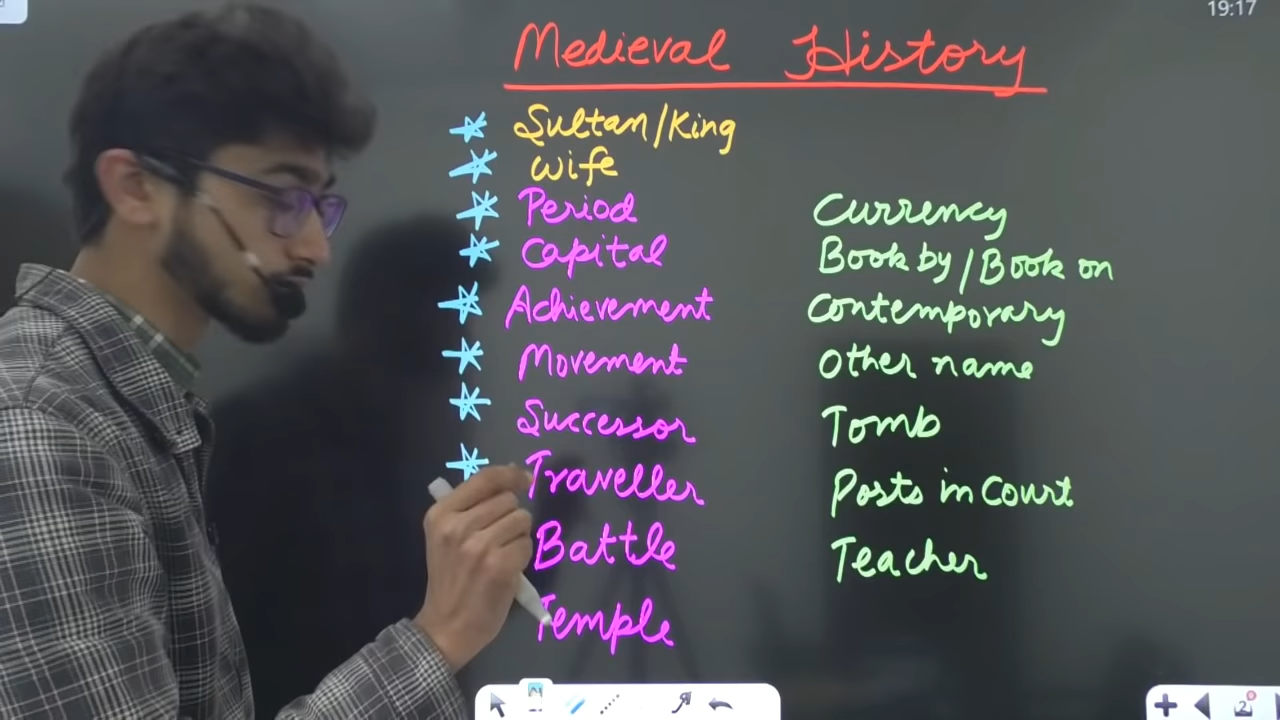 19:17
Medieval History
Sultan/King
Wife
Period
Capital
Achievement
Movement
Successor
Traveller
Battle
Temple
Currency
Book by/Book on
Contemporary
Other name
Tomb
Posts in Court
Teacher
2